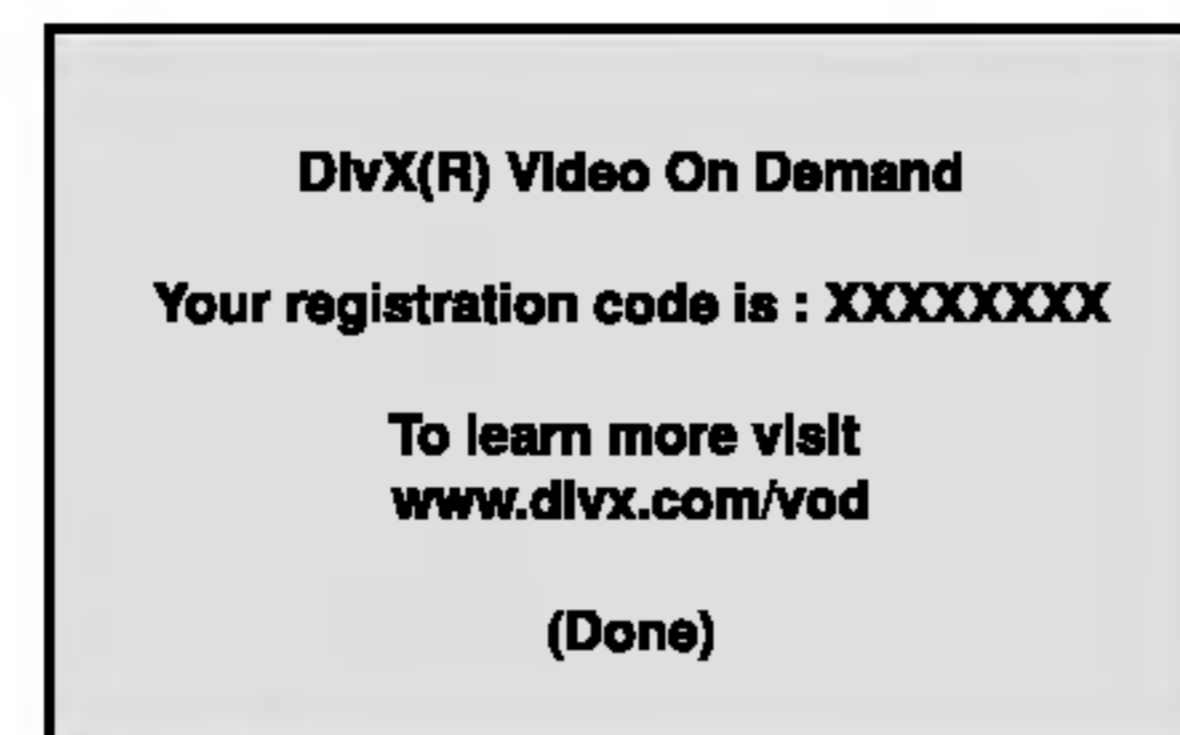 DivX(R) Video On Demand
Your registration code is : XXXXXXXX
To learn more visit
www.divx.com/vod
(Done)